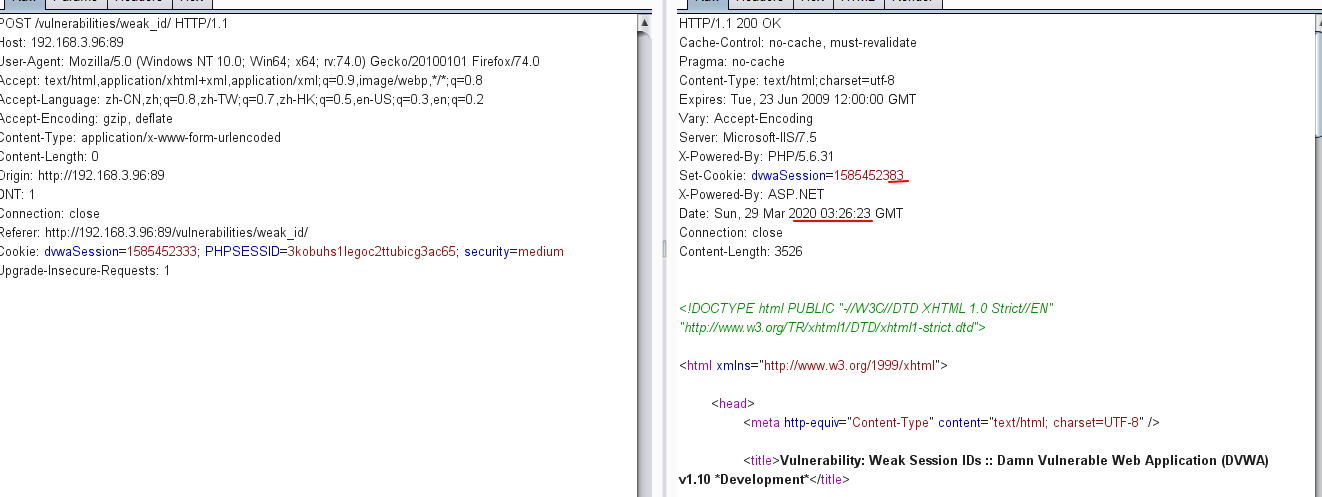 POST /vulnerabilities/weak_id/ HTTP/1.1
Host: 192.168.3.96:89
User-Agent: Mozilla/5.0 (Windows NT 10.0; Win64; x64; rv:74.0) Gecko/20100101 Firefox/74.0
Accept: text/html,application/xhtml+xml,application/xml;q=0.9,image/webp,*/*;q=0.8
Accept-Language: zh-CN,zh;q=0.8,zh-TW;q=0.7,zh-HK;q=0.5,en-US;q=0.3,en;q=0.2
Accept-Encoding: gzip, deflate
Content-Type: application/x-www-form-urlencoded
Content-Length: 0
Origin: http://192.168.3.96:89
DNT: 1
Connection: close
Referer: http://192.168.3.96:89/vulnerabilities/weak_id/
Cookie: dvwaSession=1585452333; PHPSESSID=3kobuhs1legoc2ttubicg3ac65; security=medium
Upgrade-Insecure-Requests: 1
HTTP/1.1 200 OK
Cache-Control: no-cache, must-revalidate
Pragma: no-cache
Content-Type: text/html;charset=utf-8
Expires: Tue, 23 Jun 2009 12:00:00 GMT
Vary: Accept-Encoding
Server: Microsoft-IIS/7.5
X-Powered-By: PHP/5.6.31
Set-Cookie: dvwaSession=1585452383
X-Powered-By: ASP.NET
Date: Sun, 29 Mar 2020 03:26:23 GMT
Connection: close
Content-Length: 3526
<!DOCTYPE html PUBLIC "-//W3C//DTD XHTML 1.0 Strict//EN"
"http://www.w3.org/TR/xhtml1/DTD/xhtml1-strict.dtd">
<html xmlns="http://www.w3.org/1999/xhtml">
<head>
<meta http-equiv="Content-Type" content="text/html; charset=UTF-8" />
<title>Vulnerability: Weak Session IDs :: Damn Vulnerable Web Application (DVWA)
v1.10 *Development*</title>